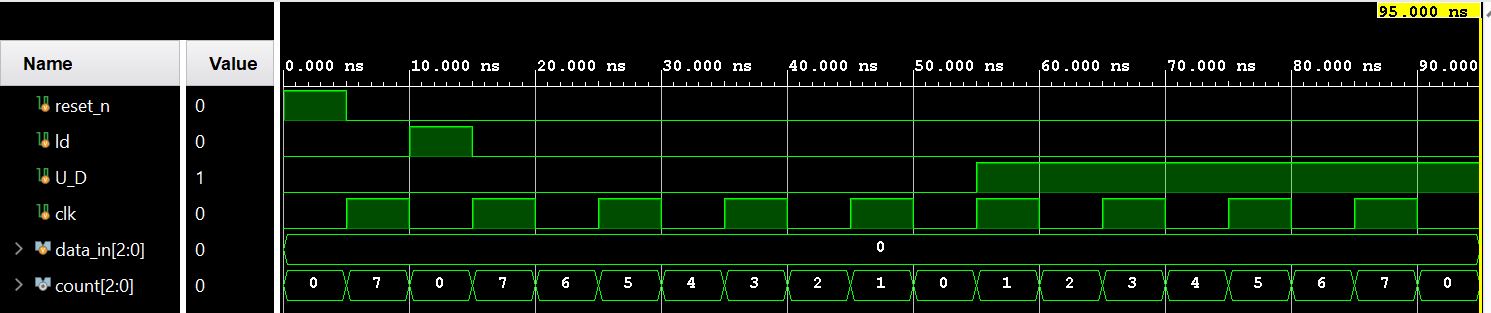 95.000 ns
Name Value 0.000 ns 10.000 ns 20.000 ns 30.000 ns 40.000 ns 50.000 ns 60.000 ns 70.000 ns 80.000 ns 90.000
reset_n 0
ld 0
U_D 1
clk 0
data_in[2:0] 0 0
count[2:0] 0 0 7 0 7 6 5 4 3 2 1 0 1 2 3 4 5 6 7 0